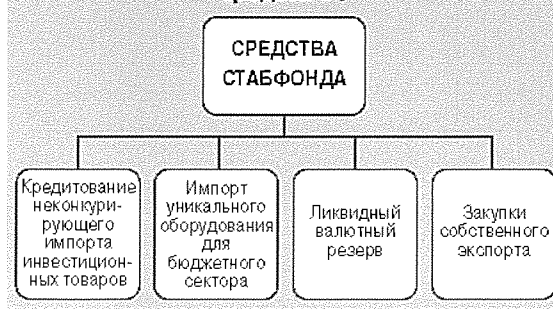 СРЕДСТВА
СТАБФОНДА
Кредитование
неконкури-
рующего
импорта
инвестицион-
ных товаров
Импорт
уникального
оборудования
для
бюджетного
сектора
Ликвидный
валютный
резерв
Закупки
собственного
экспорта